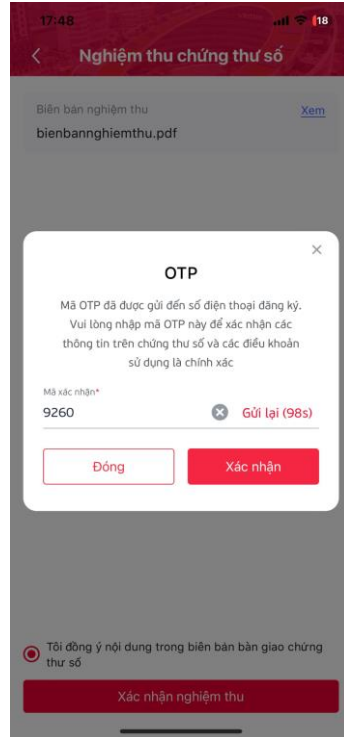 17:48
18
Nghiệm thu chứng thư số
Biên bản nghiệm thu
Xem
bienbannghiemthu.pdf
OTP
Mã OTP đã được gửi đến số điện thoại đăng ký.
Vui lòng nhập mã OTP này để xác nhận các
thông tin trên chứng thư số và các điều khoản
sử dụng là chính xác
Mã xác nhận*
9260
Gửi lại (98s)
Đóng
Xác nhận
Tôi đồng ý nội dung trong biên bản bàn giao chứng
thư số
Xác nhận nghiệm thu